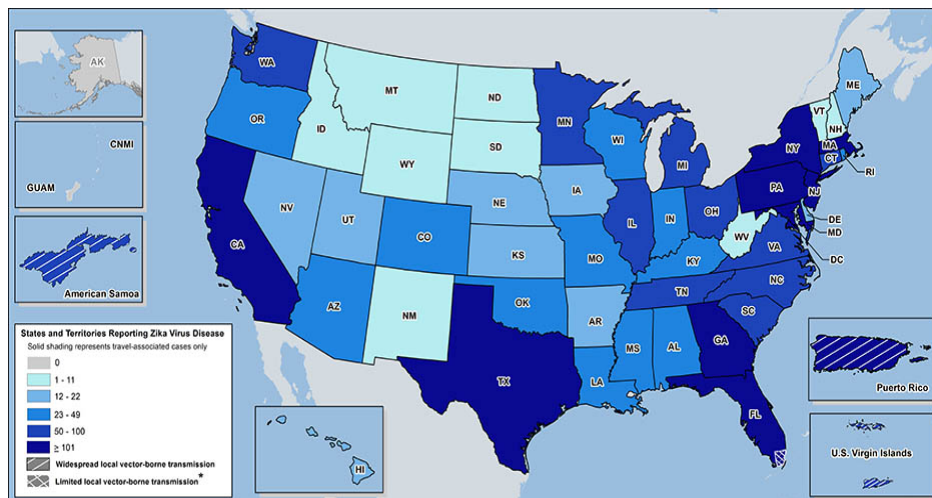 AK
CNMI
GUAM
American Samoa
WA
OR
CA
NV
ID
MT
WY
UT
AZ
CO
NM
ND
SD
NE
KS
OK
TX
MN
IA
MO
AR
LA
WI
IL
MI
IN
OH
KY
TN
MS
AL
GA
FL
SC
NC
VA
WV
PA
NY
VT
NH
ME
MA
CT
RI
NJ
DE
MD
DC
HI
Puerto Rico
U.S. Virgin Islands
States and Territories Reporting Zika Virus Disease
Solid shading represents travel-associated cases only
0
1 - 11
12 - 22
23 - 49
50 - 100
≥ 101
Widespread local vector-borne transmission
Limited local vector-borne transmission*